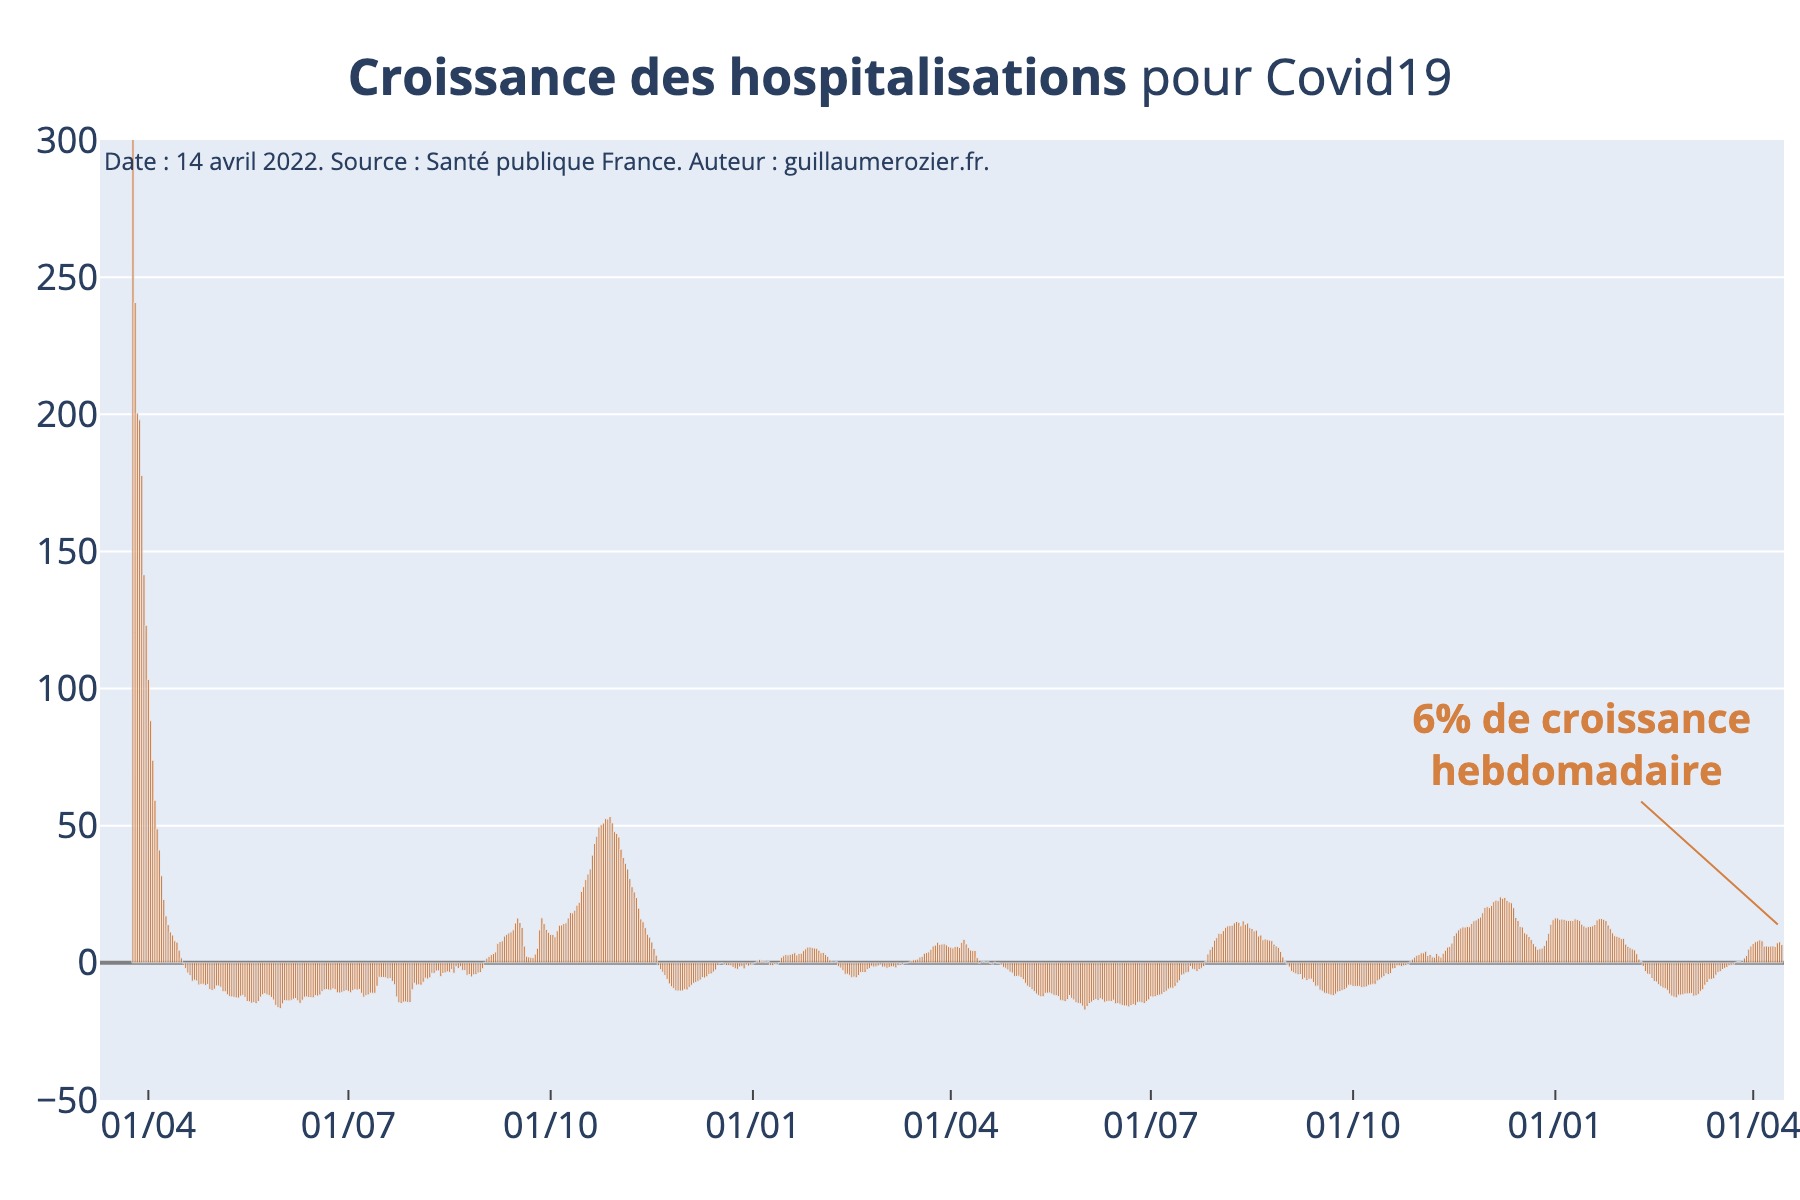 Croissance des hospitalisations pour Covid19
300
Date : 14 avril 2022. Source : Santé publique France. Auteur : guillaumerozier.fr.
250
200
150
100
6% de croissance
hebdomadaire
50
0
−50
01/04 01/07 01/10 01/01 01/04 01/07 01/10 01/01 01/04